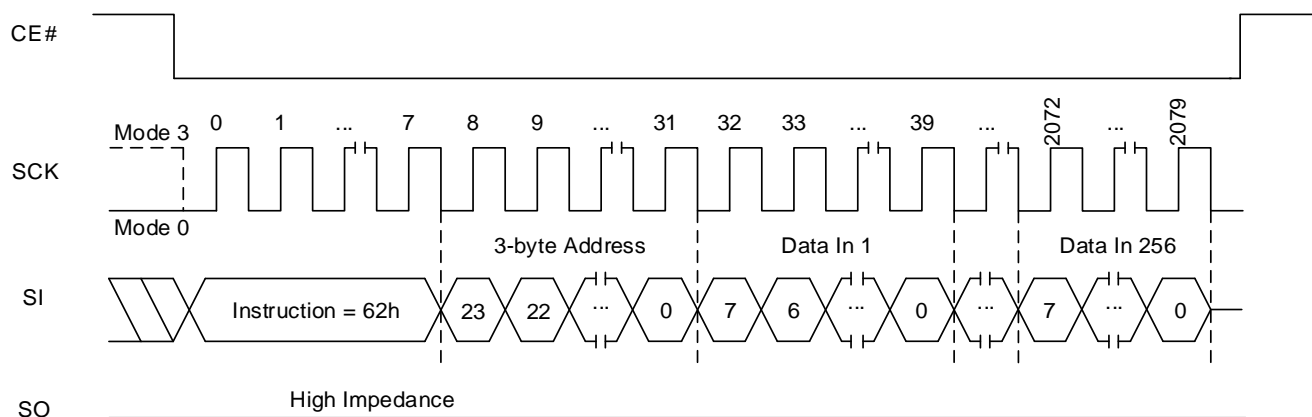 CE#
Mode 3
0 1 ... 7 8 9 ... 31 32 33 ... 39 ... 2072 ... 2079
SCK
Mode 0
3-byte Address Data In 1 Data In 256
SI
Instruction = 62h 23 22 ... 0 7 6 ... 0 ... 7 ... 0
High Impedance
SO